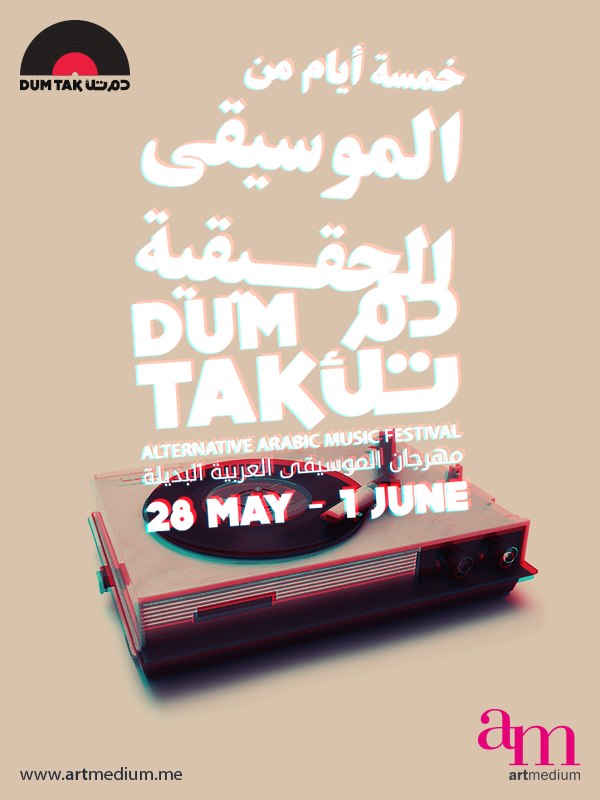 DUM TAK دم تك
خمسة أيام من
الموسيقى
الحقيقية
DUM دم
TAK تك
ALTERNATIVE ARABIC MUSIC FESTIVAL
مهرجان الموسيقى العربية البديلة
28 MAY - 1 JUNE
am
artmedium
www.artmedium.me